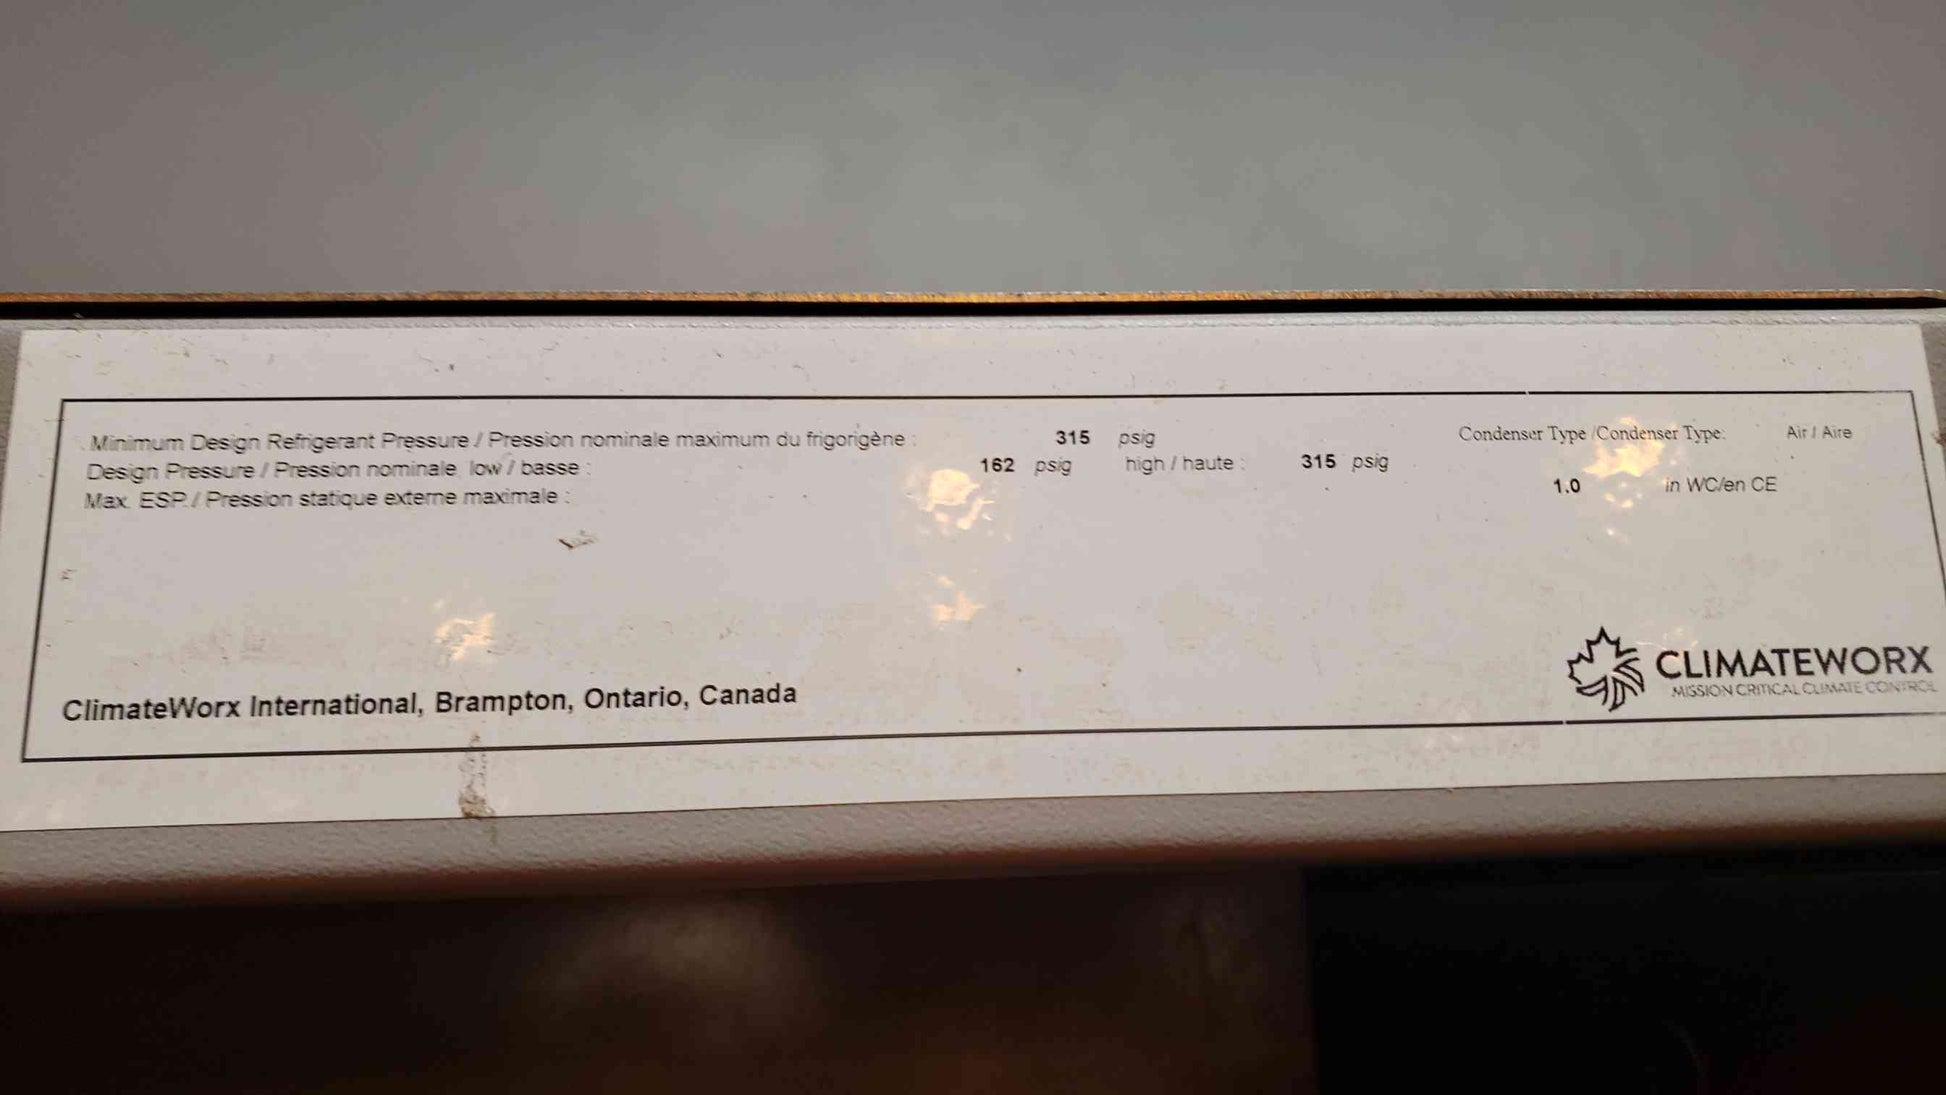 Minimum Design Refrigerant Pressure / Pression nominale maximum du frigorigène : 315 psig Condenser Type /Condenser Type: Air / Aire
Design Pressure / Pression nominale low / basse : 162 psig high / haute : 315 psig
Max. ESP. / Pression statique externe maximale : 1.0 in WC/en CE
CLIMATEWORX
MISSION CRITICAL CLIMATE CONTROL
ClimateWorx International, Brampton, Ontario, Canada